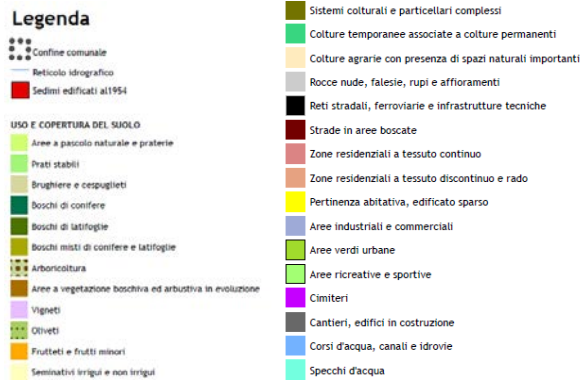 Legenda
Confine comunale
Reticolo idrografico
Sedimi edificati al1954
USO E COPERTURA DEL SUOLO
Aree a pascolo naturale e praterie
Prati stabili
Brughiere e cespuglieti
Boschi di conifere
Boschi di latifoglie
Boschi misti di conifere e latifoglie
Arboricoltura
Aree a vegetazione boschiva ed arbustiva in evoluzione
Vigneti
Oliveti
Frutteti e frutti minori
Seminativi irrigui e non irrigui
Sistemi colturali e particellari complessi
Colture temporanee associate a colture permanenti
Colture agrarie con presenza di spazi naturali importanti
Rocce nude, falesie, rupi e affioramenti
Reti stradali, ferroviarie e infrastrutture tecniche
Strade in aree boscate
Zone residenziali a tessuto continuo
Zone residenziali a tessuto discontinuo e rado
Pertinenza abitativa, edificato sparso
Aree industriali e commerciali
Aree verdi urbane
Aree ricreative e sportive
Cimiteri
Cantieri, edifici in costruzione
Corsi d'acqua, canali e idrovie
Specchi d'acqua